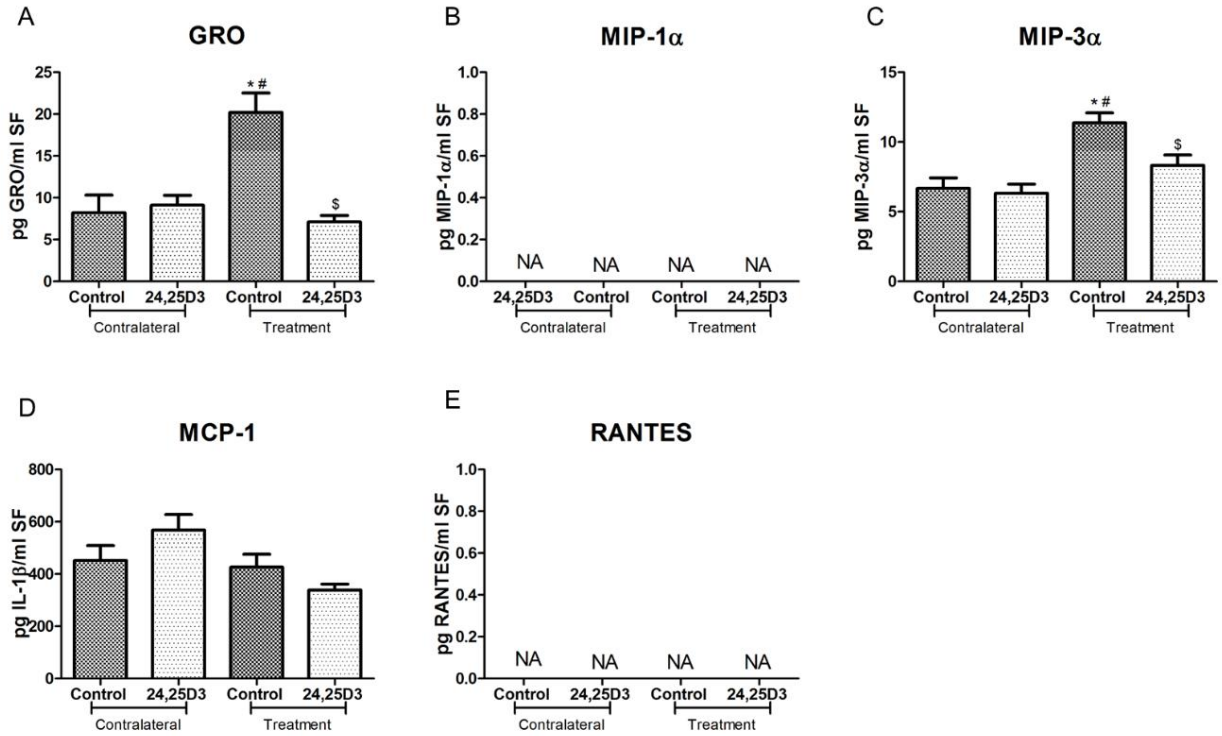 A
GRO
pg GRO/ml SF
25
20
15
10
5
0
* #
$
Control 24,25D3 Control 24,25D3
Contralateral Treatment
B
MIP-1α
pg MIP-1α/ml SF
1.0
0.8
0.6
0.4
0.2
0.0
NA NA NA NA
24,25D3 Control Control 24,25D3
Contralateral Treatment
C
MIP-3α
pg MIP-3α/ml SF
15
10
5
0
* #
$
Control 24,25D3 Control 24,25D3
Contralateral Treatment
D
MCP-1
pg IL-1β/ml SF
800
600
400
200
0
Control 24,25D3 Control 24,25D3
Contralateral Treatment
E
RANTES
pg RANTES/ml SF
1.0
0.8
0.6
0.4
0.2
0.0
NA NA NA NA
Control 24,25D3 Control 24,25D3
Contralateral Treatment